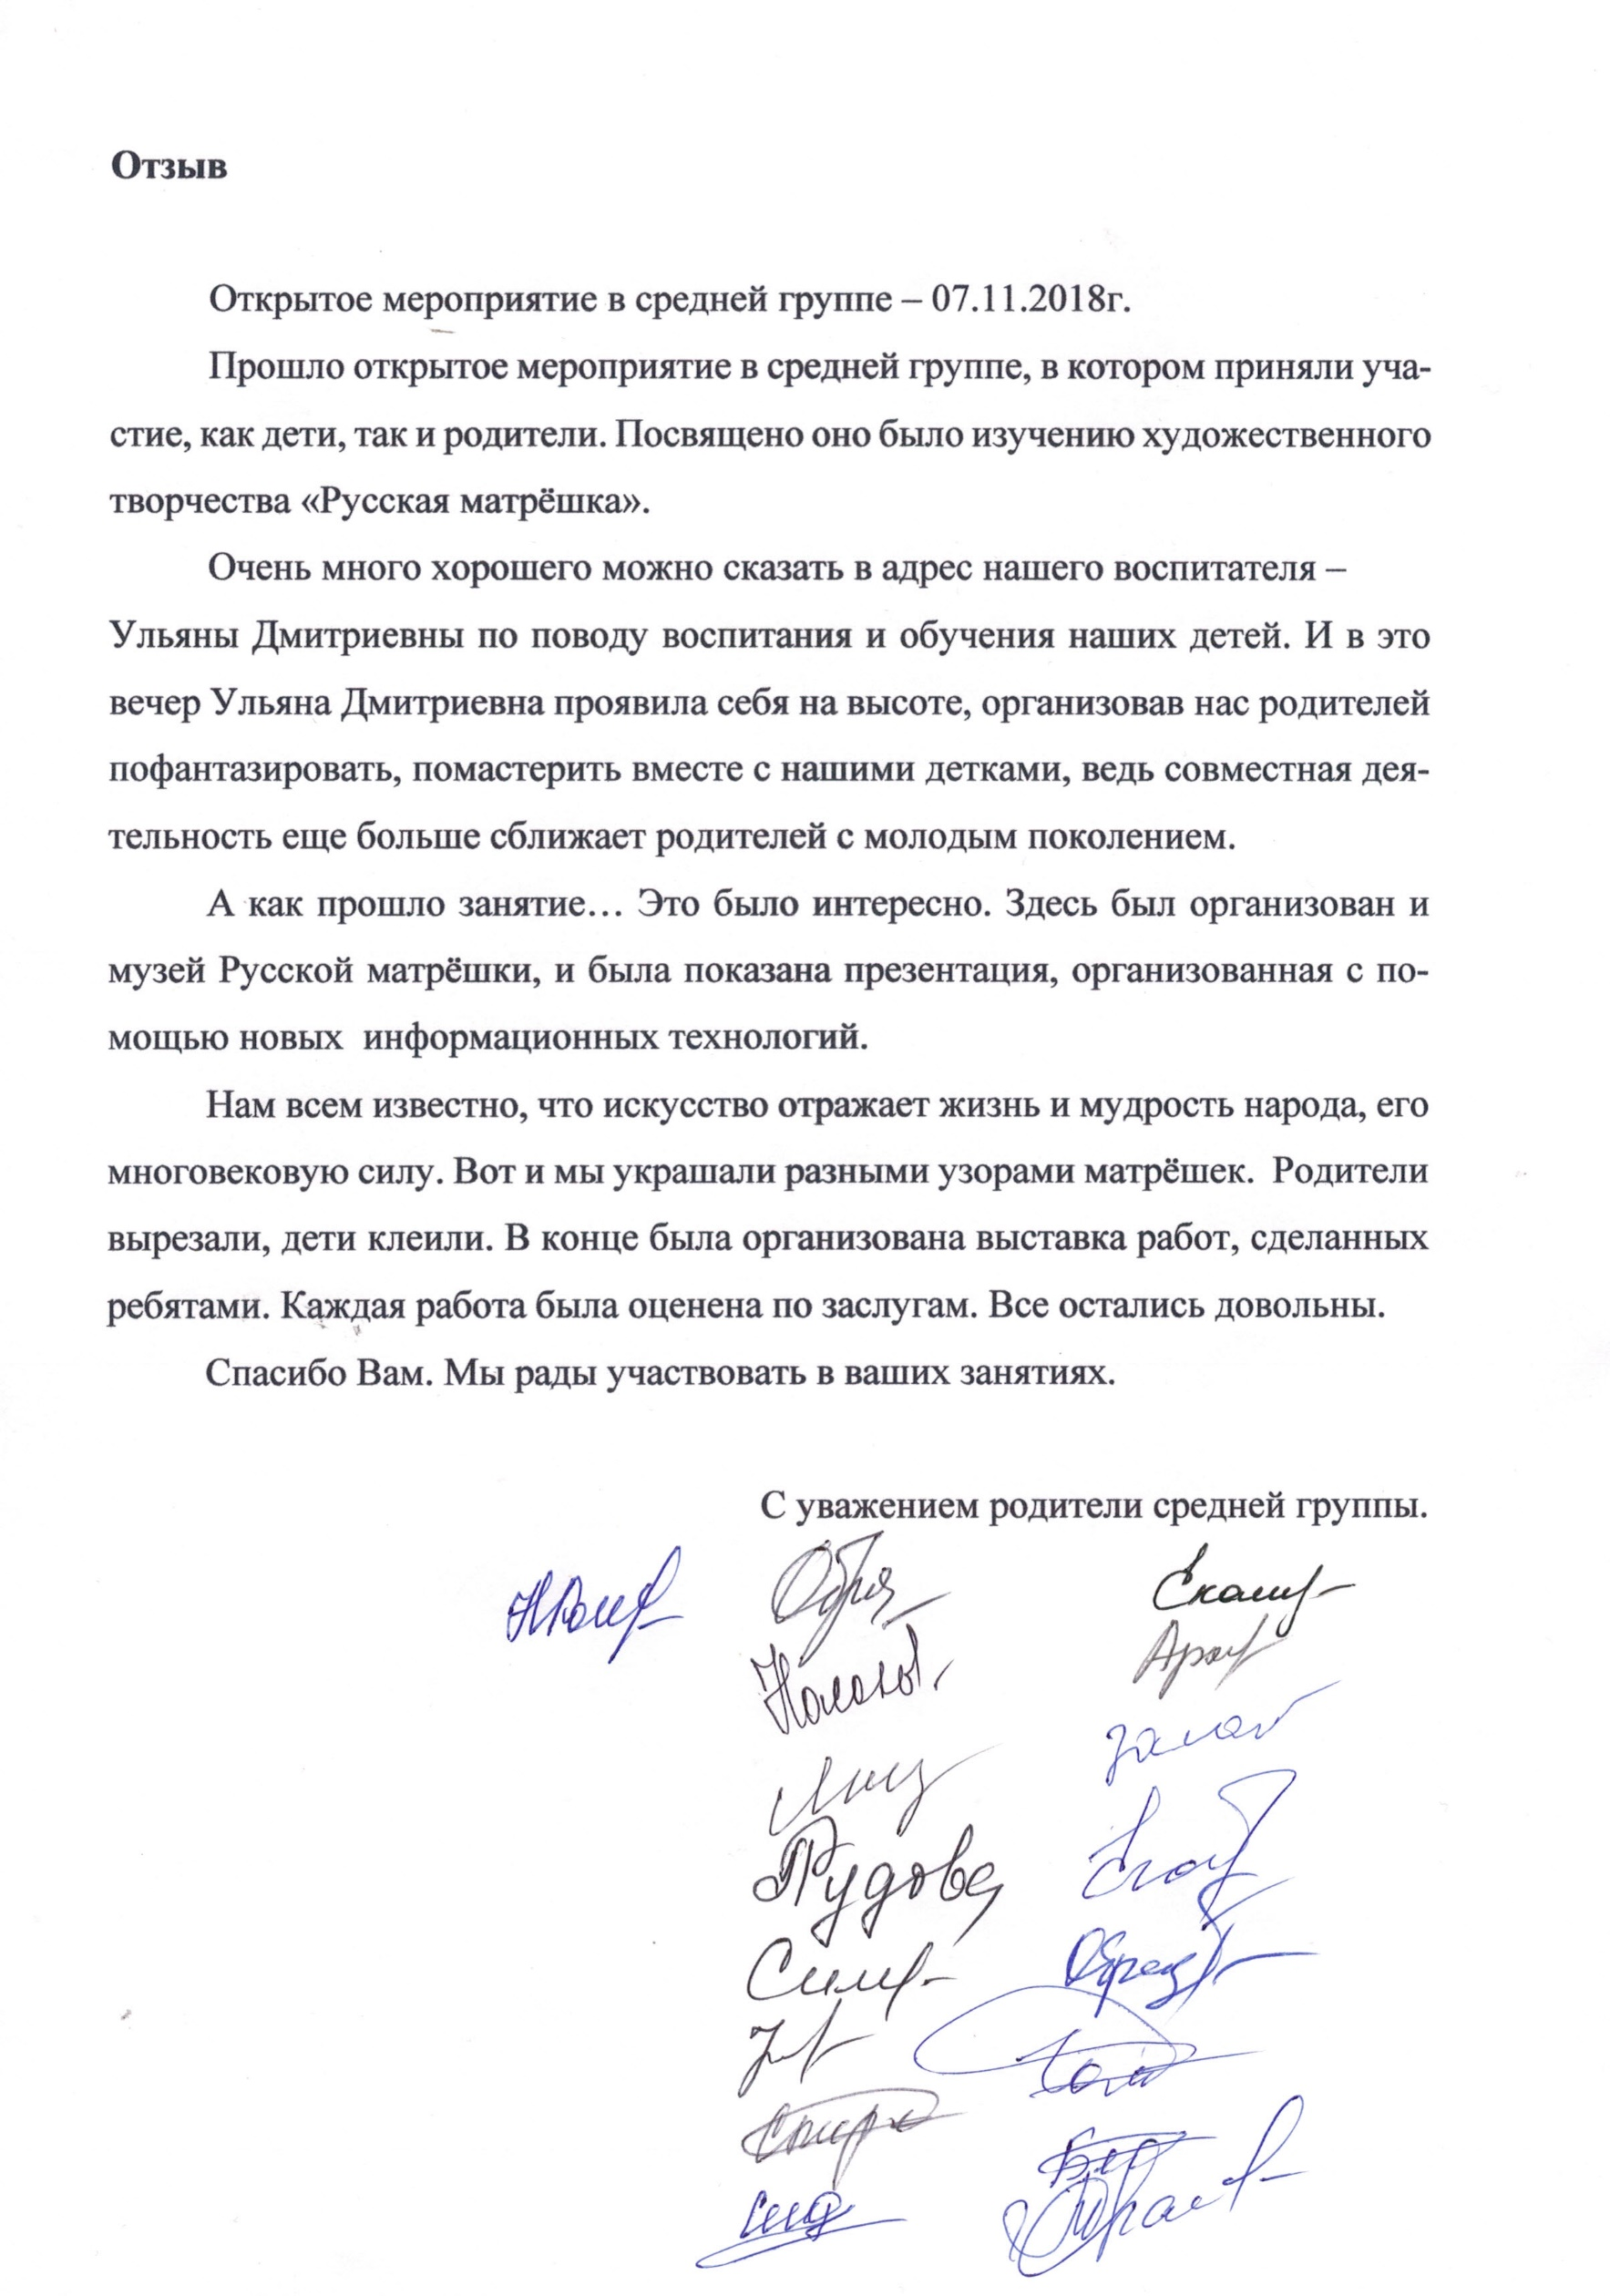 Отзыв
Открытое мероприятие в средней группе – 07.11.2018г.
Прошло открытое мероприятие в средней группе, в котором приняли уча-
стие, как дети, так и родители. Посвящено оно было изучению художественного
творчества «Русская матрёшка».
Очень много хорошего можно сказать в адрес нашего воспитателя –
Ульяны Дмитриевны по поводу воспитания и обучения наших детей. И в это
вечер Ульяна Дмитриевна проявила себя на высоте, организовав нас родителей
пофантазировать, помастерить вместе с нашими детками, ведь совместная дея-
тельность еще больше сближает родителей с молодым поколением.
А как прошло занятие… Это было интересно. Здесь был организован и
музей Русской матрёшки, и была показана презентация, организованная с по-
мощью новых  информационных технологий.
Нам всем известно, что искусство отражает жизнь и мудрость народа, его
многовековую силу. Вот и мы украшали разными узорами матрёшек.  Родители
вырезали, дети клеили. В конце была организована выставка работ, сделанных
ребятами. Каждая работа была оценена по заслугам. Все остались довольны.
Спасибо Вам. Мы рады участвовать в ваших занятиях.
С уважением родители средней группы.